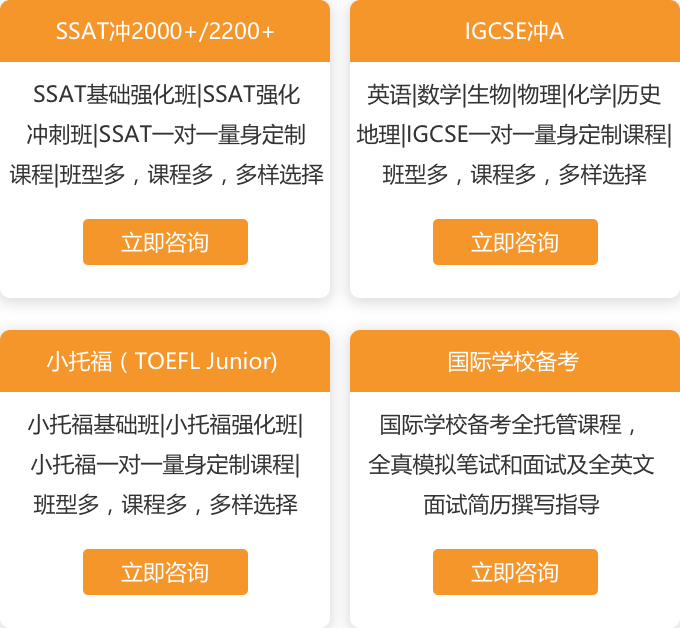 SSAT冲2000+/2200+
SSAT基础强化班|SSAT强化
冲刺班|SSAT一对一量身定制
课程|班型多，课程多，多样选择
立即咨询
IGCSE冲A
英语|数学|生物|物理|化学|历史
地理|IGCSE一对一量身定制课程|
班型多，课程多，多样选择
立即咨询
小托福（TOEFL Junior)
小托福基础班|小托福强化班|
小托福一对一量身定制课程|
班型多，课程多，多样选择
立即咨询
国际学校备考
国际学校备考全托管课程，
全真模拟笔试和面试及全英文
面试简历撰写指导
立即咨询